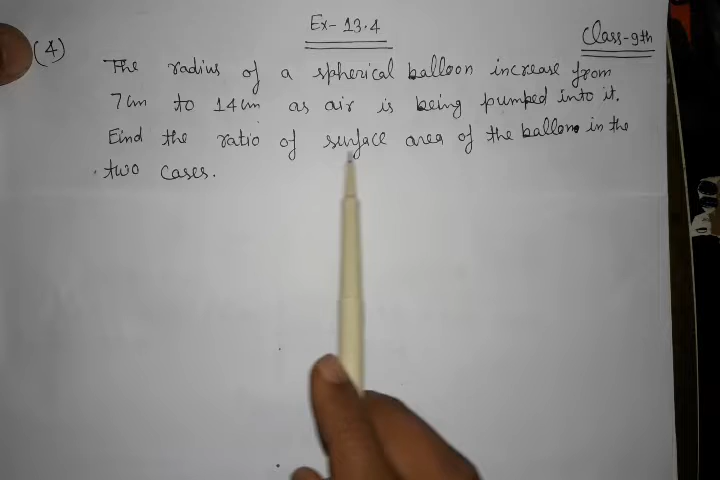 Ex- 13.4
Class-9th
(4)
The radius of a spherical balloon increase from
7cm to 14cm as air is being pumped into it.
Find the ratio of surface area of the ballon in the
two cases.